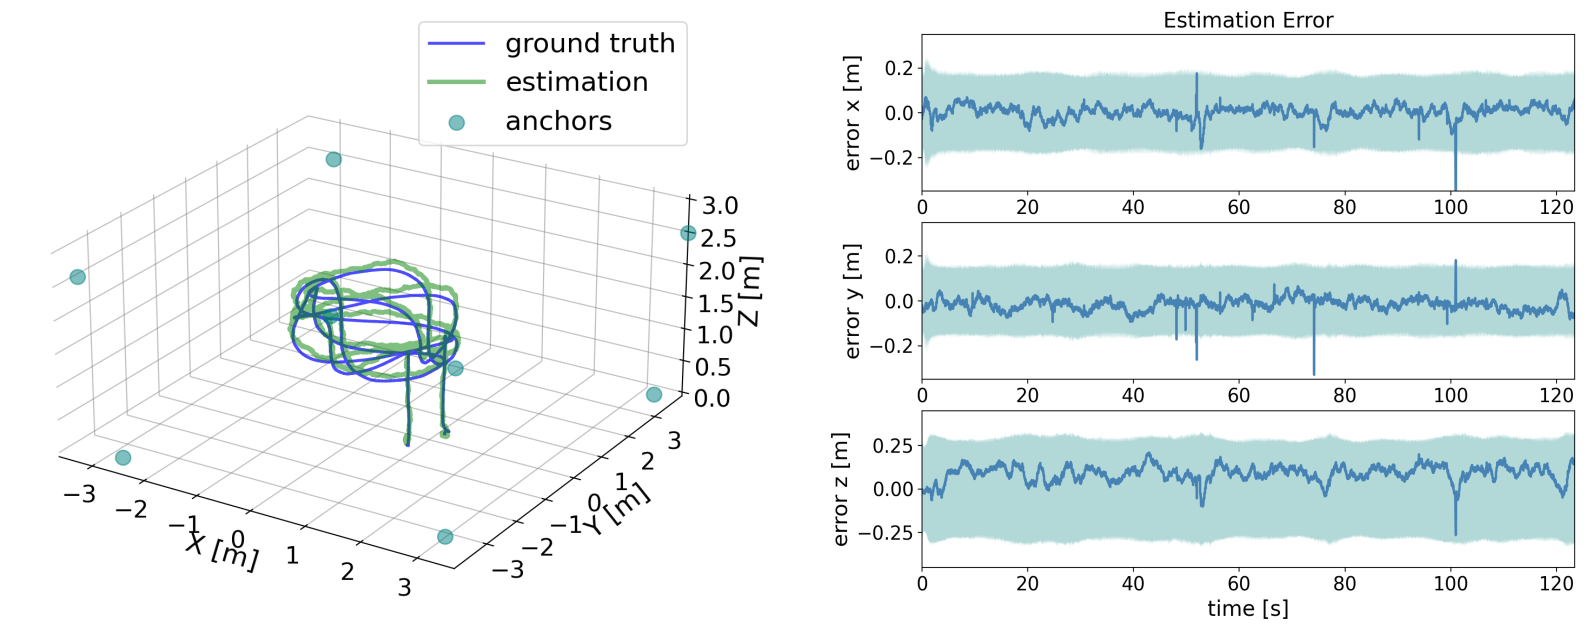 ground truth
estimation
anchors
3.0
2.5
2.0
1.5
1.0
0.5
0.0
Z [m]
−3
−2
−1
0
1
2
3
X [m]
−3
−2
−1
0
1
2
3
Y [m]
Estimation Error
0.2
0.0
−0.2
error x [m]
0 20 40 60 80 100 120
0.2
0.0
−0.2
error y [m]
0 20 40 60 80 100 120
0.25
0.00
−0.25
error z [m]
0 20 40 60 80 100 120
time [s]